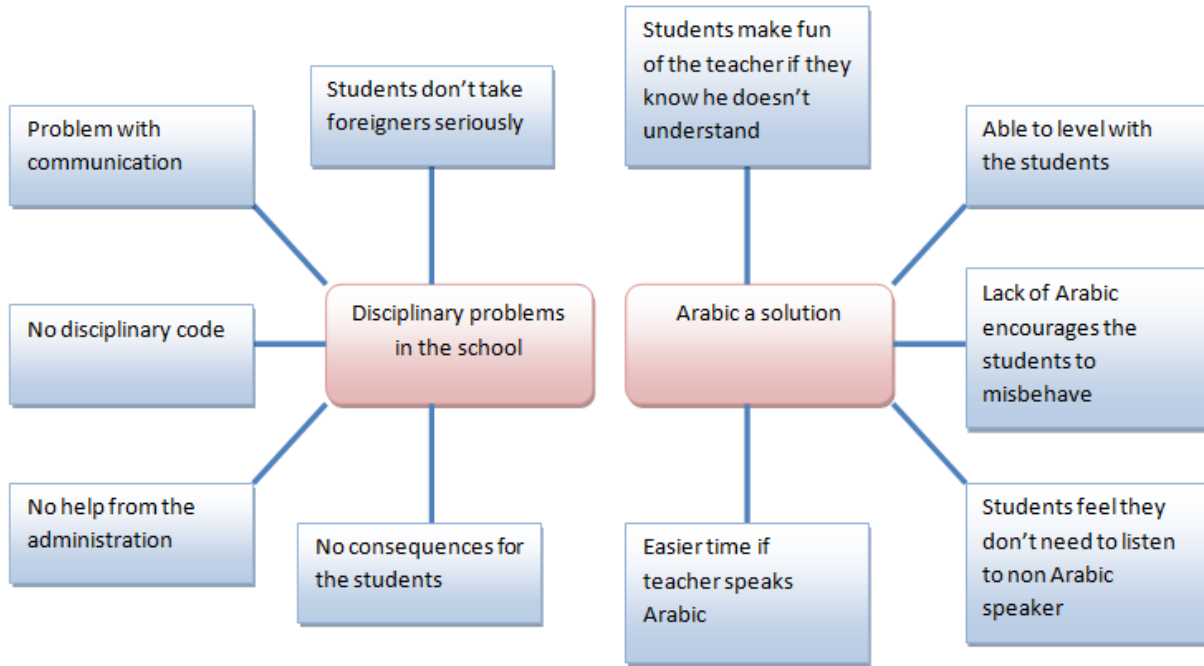 Students don't take
foreigners seriously
Problem with
communication
No disciplinary code
Disciplinary problems
in the school
No help from the
administration
No consequences for
the students
Students make fun
of the teacher if they
know he doesn't
understand
Able to level with
the students
Arabic a solution
Lack of Arabic
encourages the
students to
misbehave
Easier time if
teacher speaks
Arabic
Students feel they
don't need to listen
to non Arabic
speaker